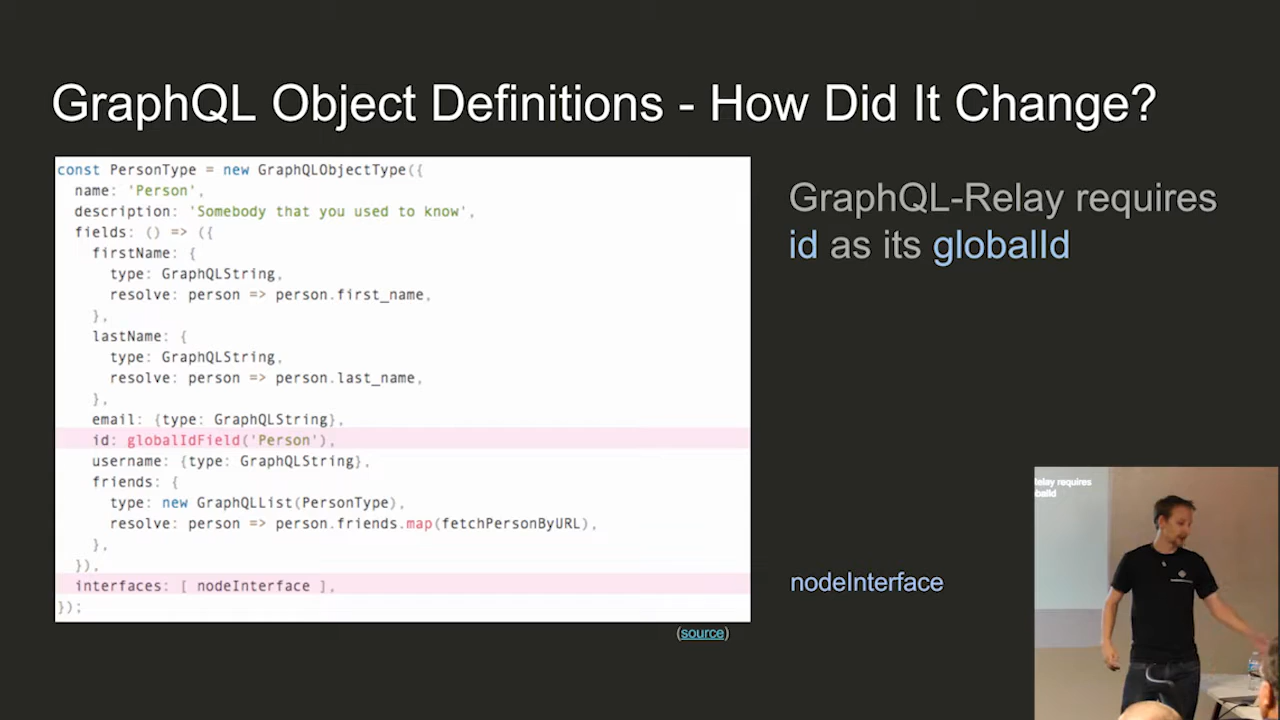 GraphQL Object Definitions - How Did It Change?
const PersonType = new GraphQLObjectType({
name: 'Person',
description: 'Somebody that you used to know',
fields: () => ({
firstName: {
type: GraphQLString,
resolve: person => person.first_name,
},
lastName: {
type: GraphQLString,
resolve: person => person.last_name,
},
email: {type: GraphQLString},
id: globalIdField('Person'),
username: {type: GraphQLString},
friends: {
type: new GraphQLList(PersonType),
resolve: person => person.friends.map(fetchPersonByURL),
},
}),
interfaces: [ nodeInterface ],
});
(source)
GraphQL-Relay requires
id as its globalId
nodeInterface
Relay requires
balId